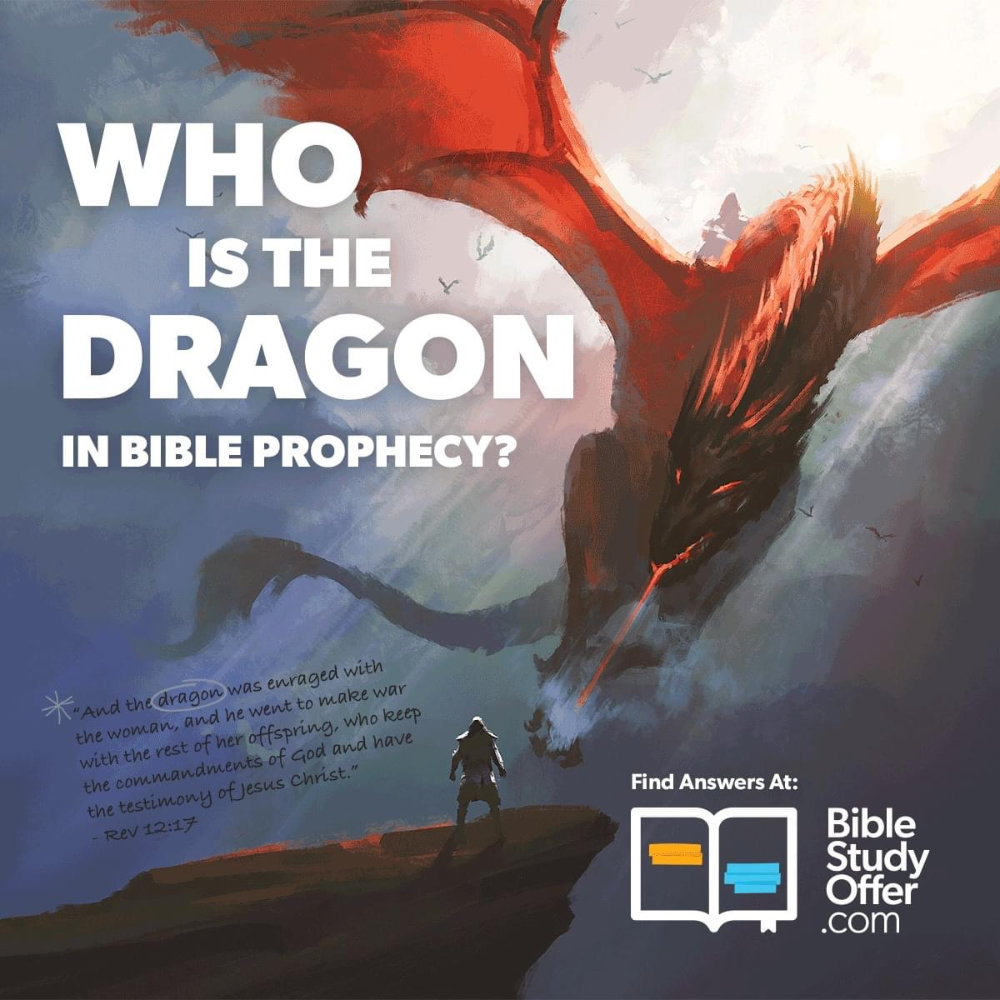 WHO
IS THE
DRAGON
IN BIBLE PROPHECY?
"And the dragon was enraged with
the woman, and he went to make war
with the rest of her offspring, who keep
the commandments of God and have
the testimony of Jesus Christ."
- Rev 12:17
Find Answers At:
Bible
Study
Offer
.com